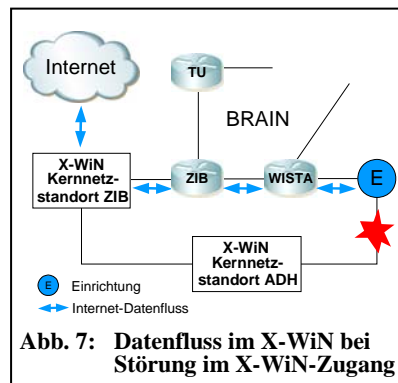 Internet
TU
BRAIN
X-WiN
Kernnetz-
standort ZIB
ZIB
WISTA
E
X-WiN
Kernnetz-
standort ADH
E Einrichtung
Internet-Datenfluss
Abb. 7: Datenfluss im X-WiN bei
Störung im X-WiN-Zugang